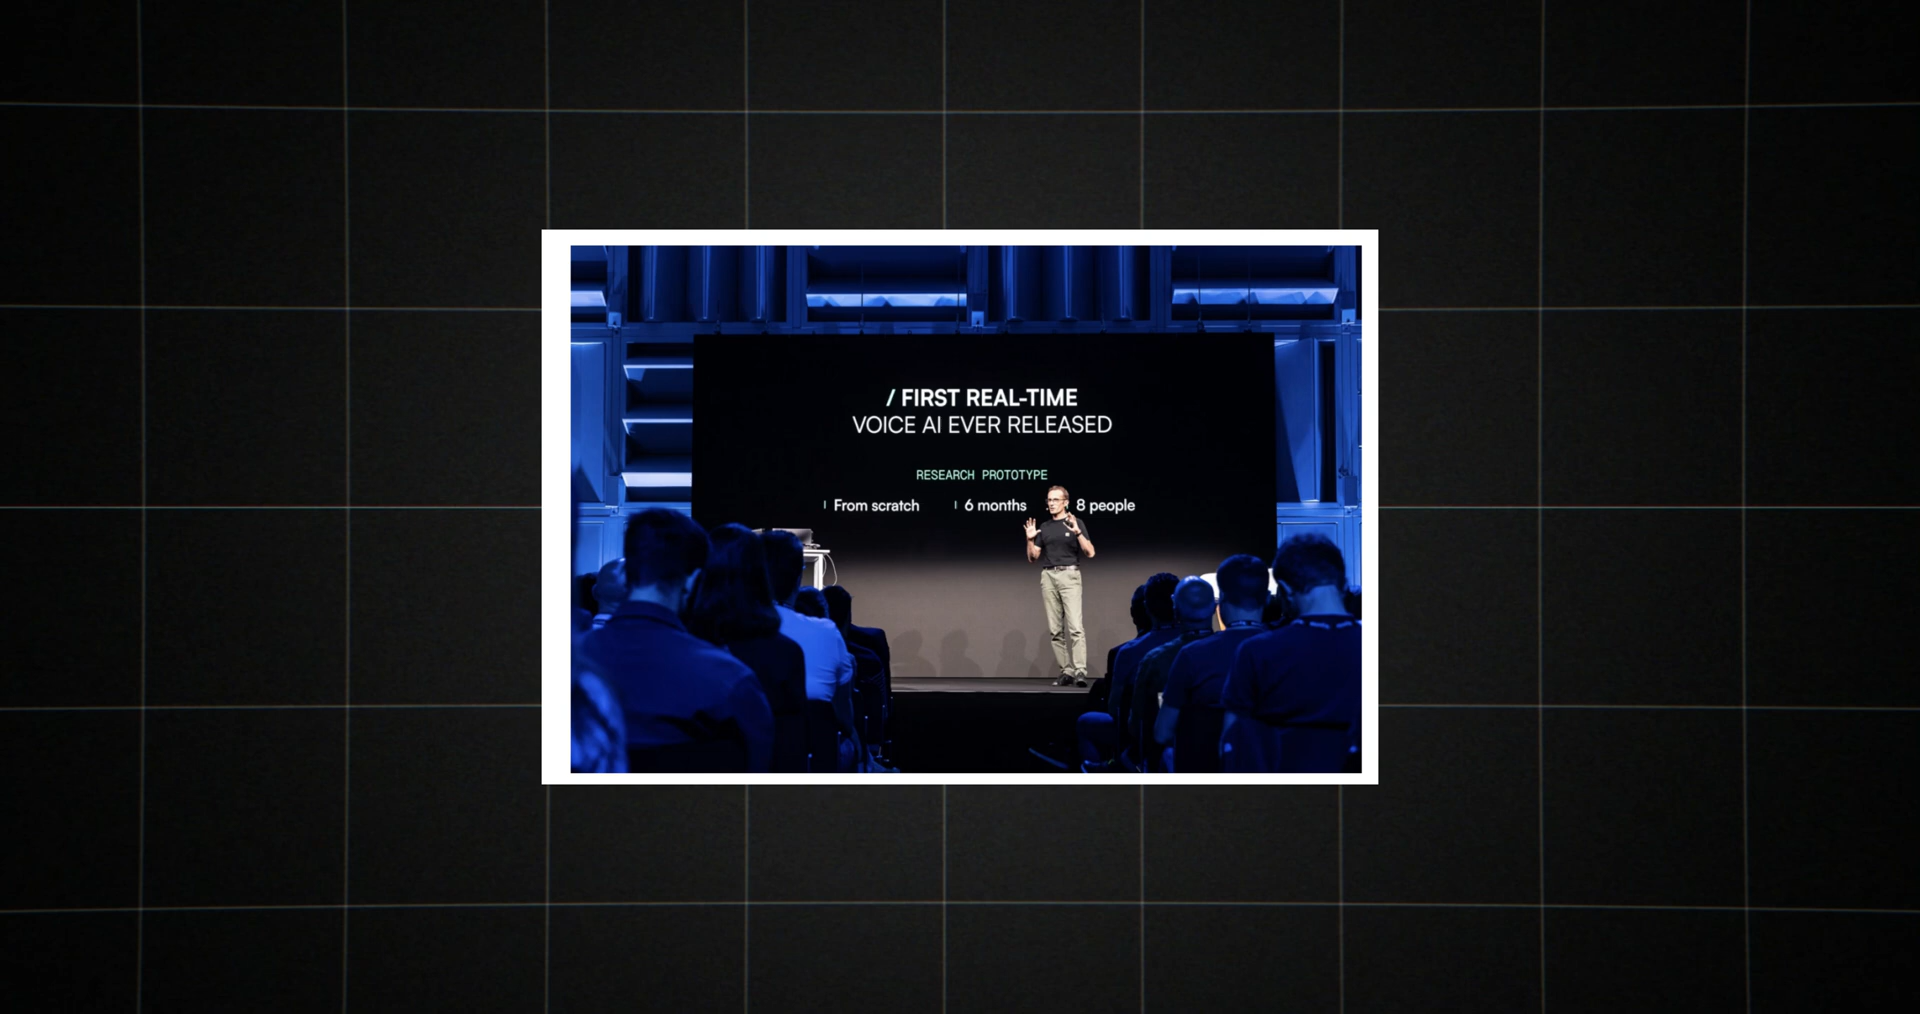 / FIRST REAL-TIME
VOICE AI EVER RELEASED
RESEARCH PROTOTYPE
From scratch 6 months 8 people